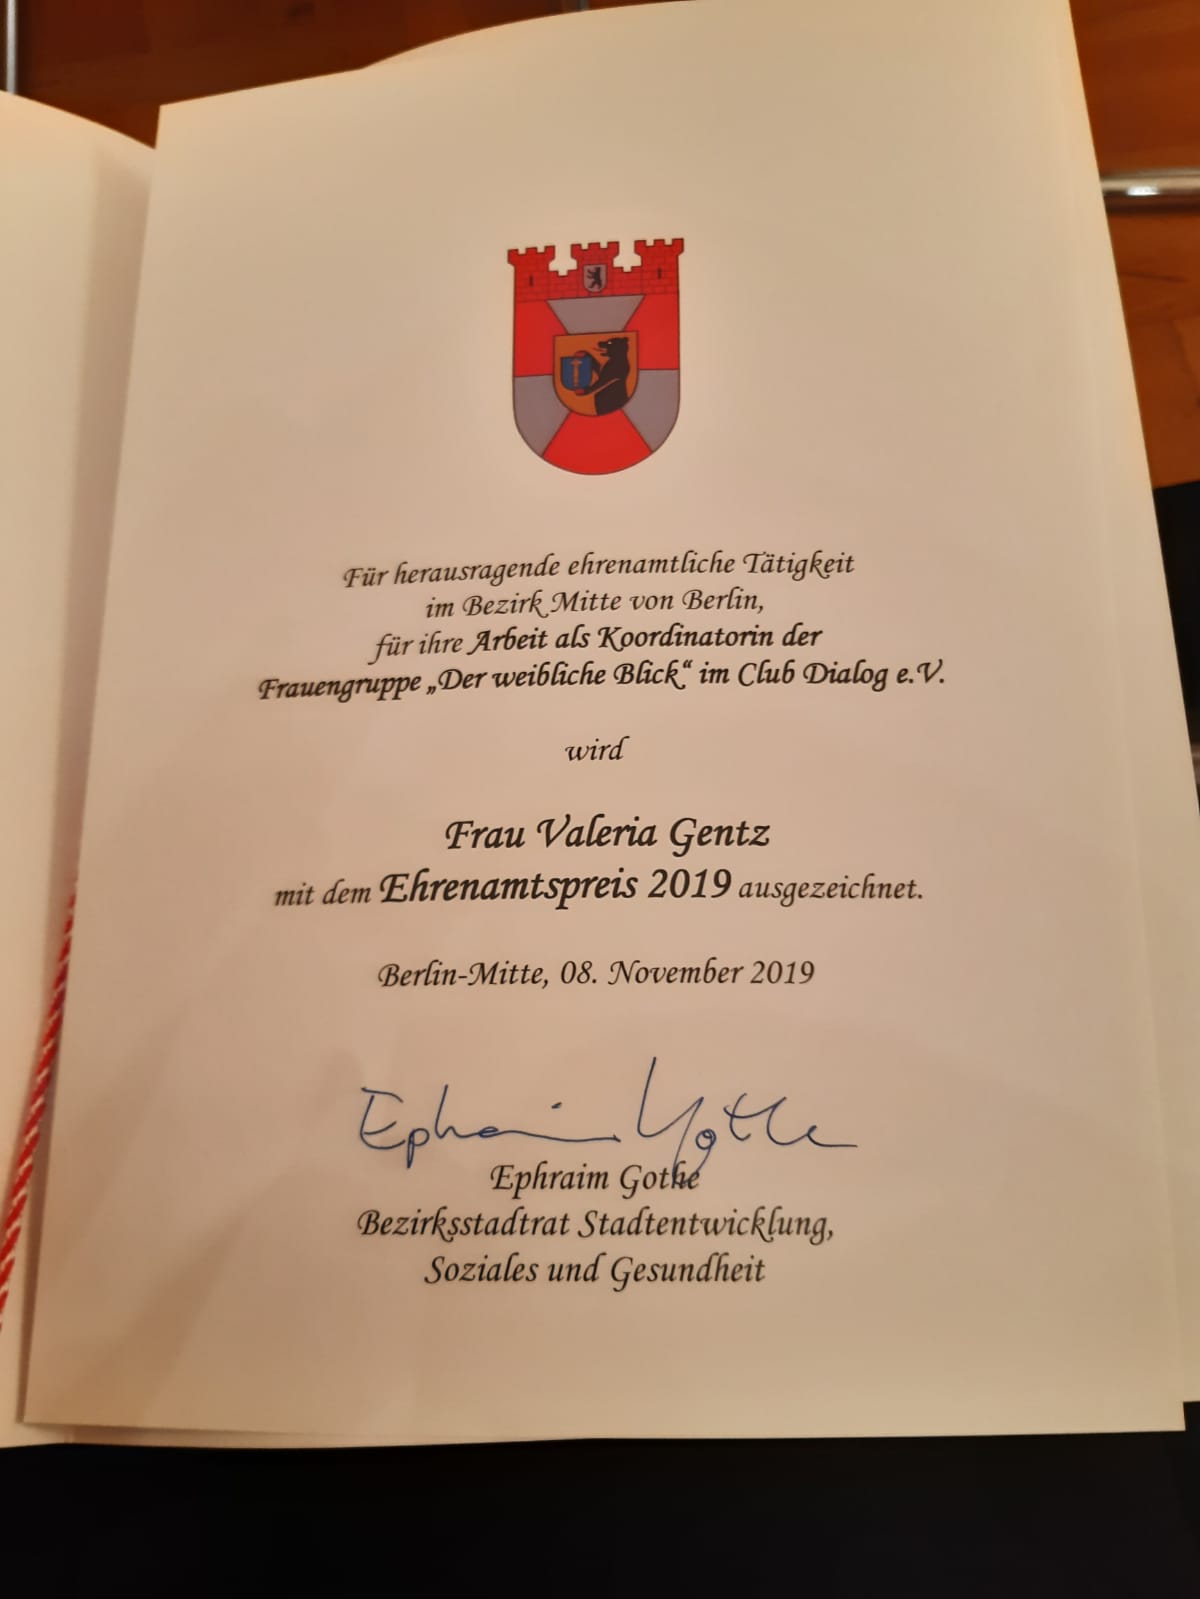 Für herausragende ehrenamtliche Tätigkeit
im Bezirk Mitte von Berlin,
für ihre Arbeit als Koordinatorin der
Frauengruppe „Der weibliche Blick“ im Club Dialog e.V.
wird
Frau Valeria Gentz
mit dem Ehrenamtspreis 2019 ausgezeichnet.
Berlin-Mitte, 08. November 2019
Ephraim Gothe
Ephraim Gothe
Bezirksstadtrat Stadtentwicklung,
Soziales und Gesundheit